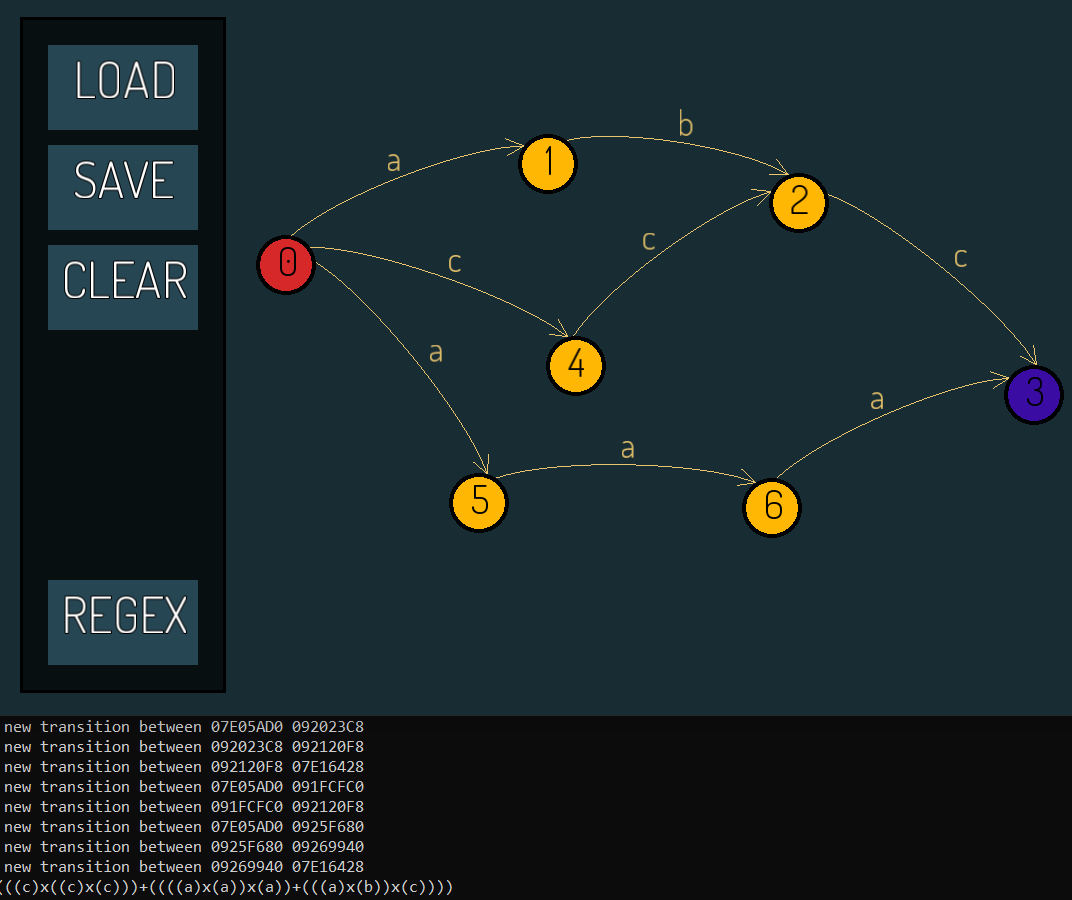 LOAD
SAVE
CLEAR
REGEX
a
b
c
c
c
a
a
a
0
1
2
3
4
5
6
new transition between 07E05AD0 092023C8
new transition between 092023C8 092120F8
new transition between 092120F8 07E16428
new transition between 07E05AD0 091FCFC0
new transition between 091FCFC0 092120F8
new transition between 07E05AD0 0925F680
new transition between 0925F680 09269940
new transition between 09269940 07E16428
(((c)x((c)x(c)))+((((a)x(a))x(a))+(((a)x(b))x(c))))